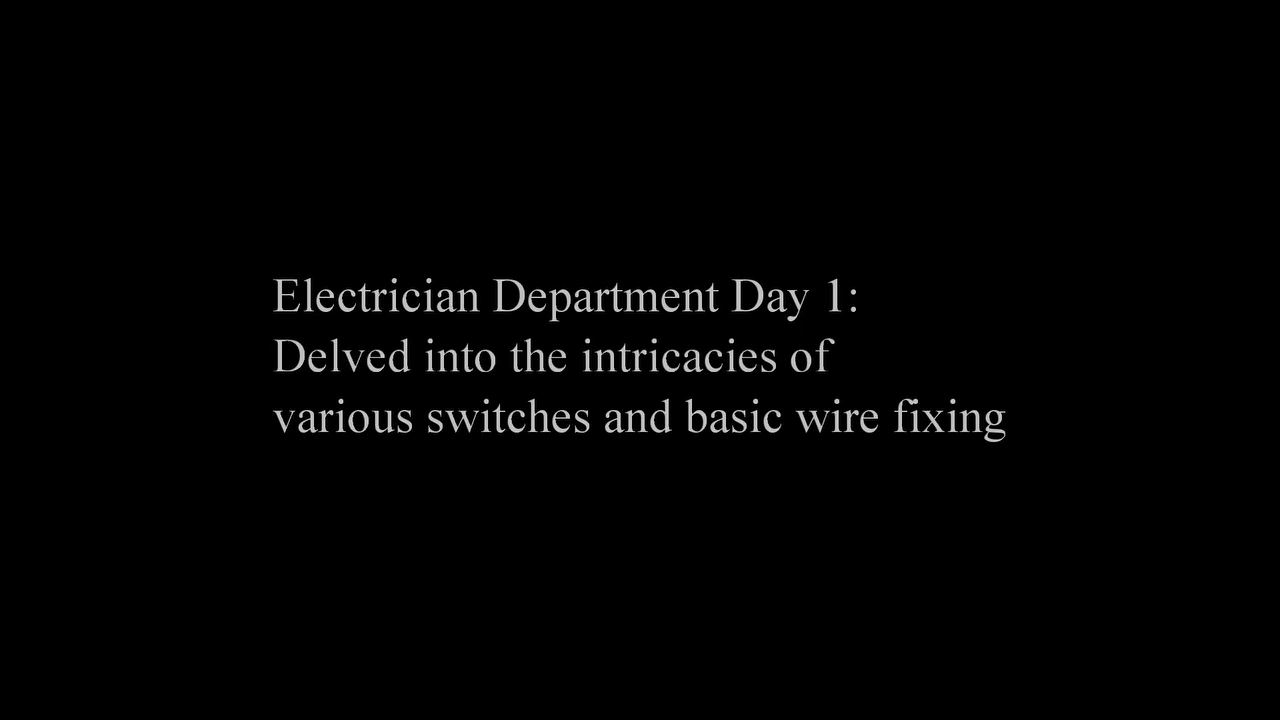 Electrician Department Day 1:
Delved into the intricacies of
various switches and basic wire fixing